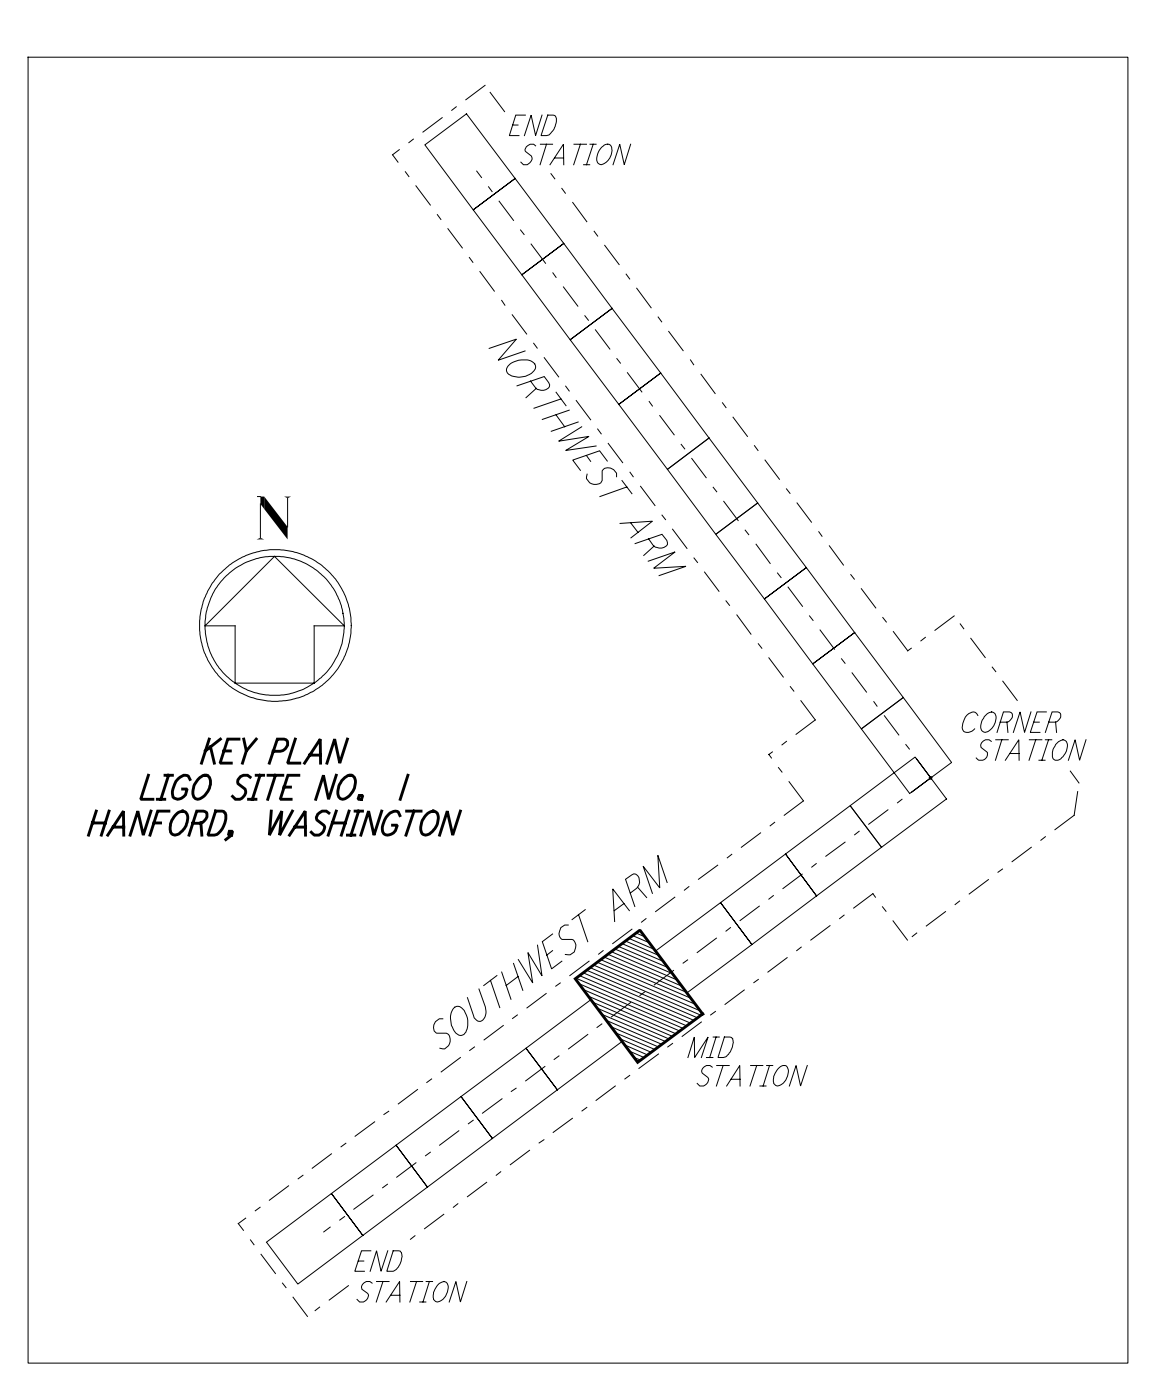 END
STATION
NORTHWEST ARM
N
KEY PLAN
LIGO SITE NO. 1
HANFORD, WASHINGTON
CORNER
STATION
SOUTHWEST ARM
MID
STATION
END
STATION